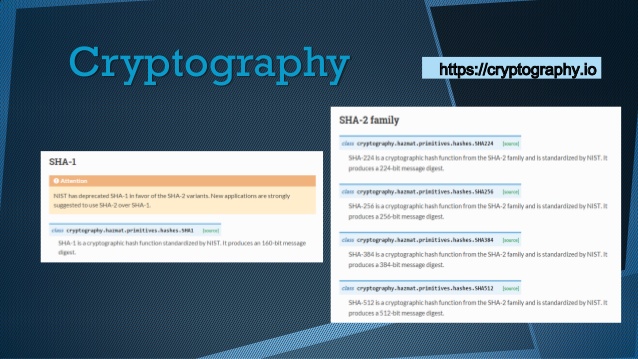 Cryptography
https://cryptography.io
SHA-1
Attention
NIST has deprecated SHA-1 in favor of the SHA-2 variants. New applications are strongly
suggested to use SHA-2 over SHA-1.
class cryptography.hazmat.primitives.hashes.SHA1 [source]
SHA-1 is a cryptographic hash function standardized by NIST. It produces an 160-bit message
digest.
SHA-2 family
class cryptography.hazmat.primitives.hashes.SHA224 [source]
SHA-224 is a cryptographic hash function from the SHA-2 family and is standardized by NIST. It
produces a 224-bit message digest.
class cryptography.hazmat.primitives.hashes.SHA256 [source]
SHA-256 is a cryptographic hash function from the SHA-2 family and is standardized by NIST. It
produces a 256-bit message digest.
class cryptography.hazmat.primitives.hashes.SHA384 [source]
SHA-384 is a cryptographic hash function from the SHA-2 family and is standardized by NIST. It
produces a 384-bit message digest.
class cryptography.hazmat.primitives.hashes.SHA512 [source]
SHA-512 is a cryptographic hash function from the SHA-2 family and is standardized by NIST. It
produces a 512-bit message digest.